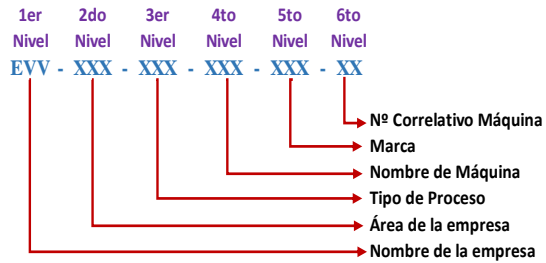 1er 2do 3er 4to 5to 6to
Nivel Nivel Nivel Nivel Nivel Nivel
EVV - XXX - XXX - XXX - XXX - XX
Nº Correlativo Máquina
Marca
Nombre de Máquina
Tipo de Proceso
Área de la empresa
Nombre de la empresa